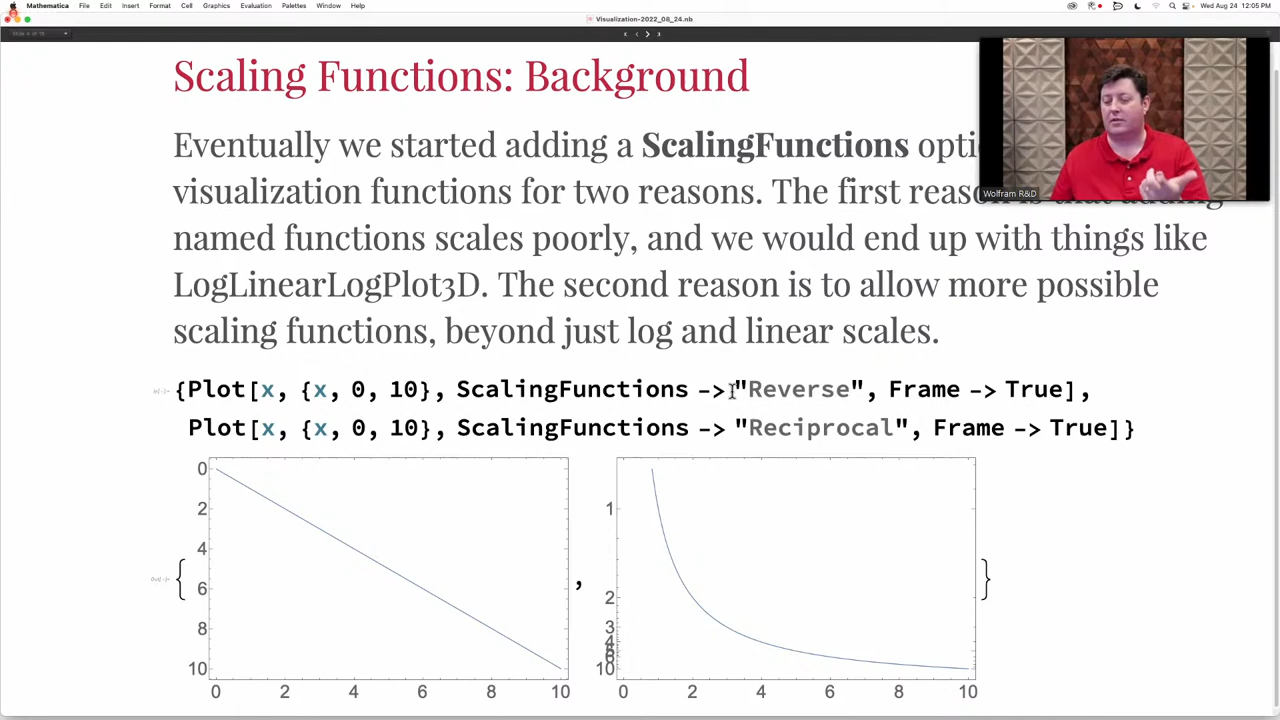 Mathematica File Edit Insert Format Cell Graphics Evaluation Palettes Window Help Wed Aug 24 12:05 PM
Visualization-2022_08_24.nb
Scaling Functions: Background
Eventually we started adding a ScalingFunctions
visualization functions for two reasons. The first
named functions scales poorly, and we would end up with things like
LogLinearLogPlot3D. The second reason is to allow more possible
scaling functions, beyond just log and linear scales.
Wolfram R&D
{Plot[x, {x, 0, 10}, ScalingFunctions -> "Reverse", Frame -> True],
Plot[x, {x, 0, 10}, ScalingFunctions -> "Reciprocal", Frame -> True]}
0
2
4
6
8
10
0 2 4 6 8 10
,
1
2
3
4
10
0 2 4 6 8 10